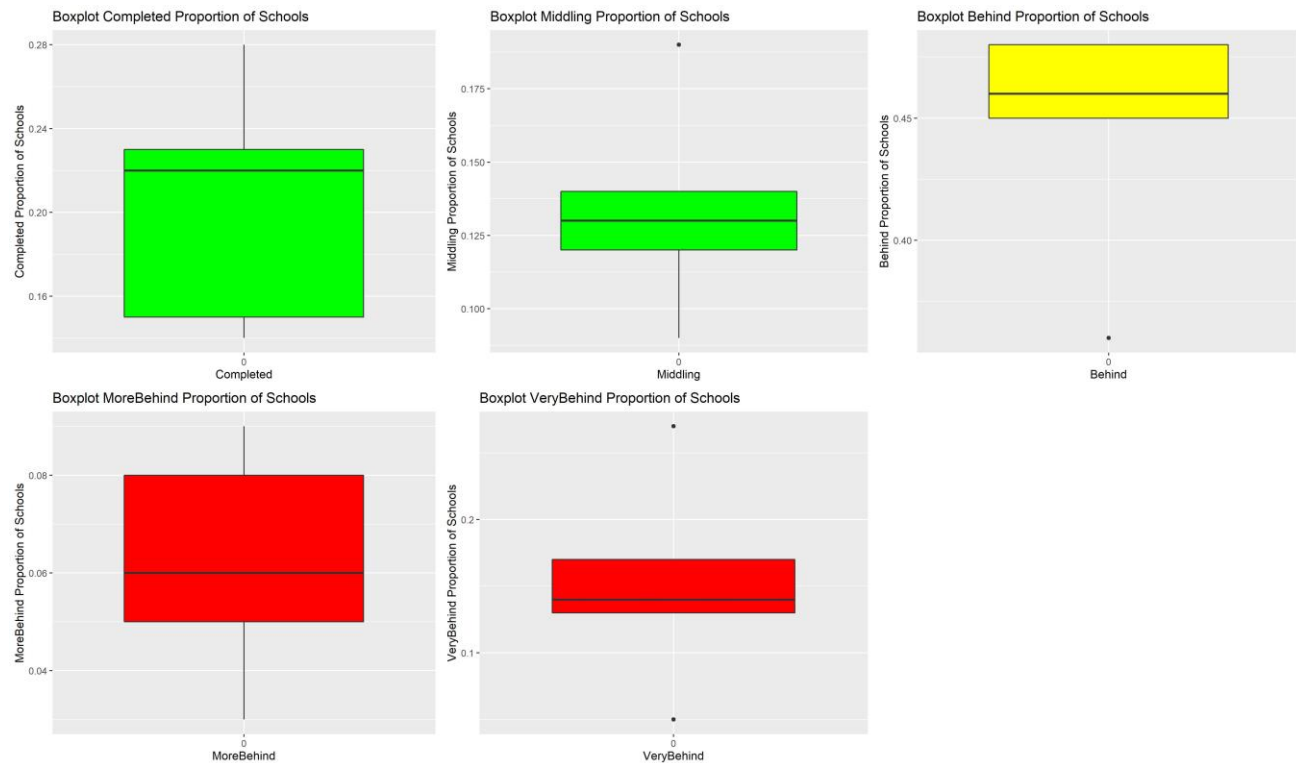 Boxplot Completed Proportion of Schools
Completed Proportion of Schools
0.28
0.24
0.20
0.16
0
Completed
Boxplot Middling Proportion of Schools
Middling Proportion of Schools
0.175
0.150
0.125
0.100
0
Middling
Boxplot Behind Proportion of Schools
Behind Proportion of Schools
0.45
0.40
0
Behind
Boxplot MoreBehind Proportion of Schools
MoreBehind Proportion of Schools
0.08
0.06
0.04
0
MoreBehind
Boxplot VeryBehind Proportion of Schools
VeryBehind Proportion of Schools
0.2
0.1
0
VeryBehind